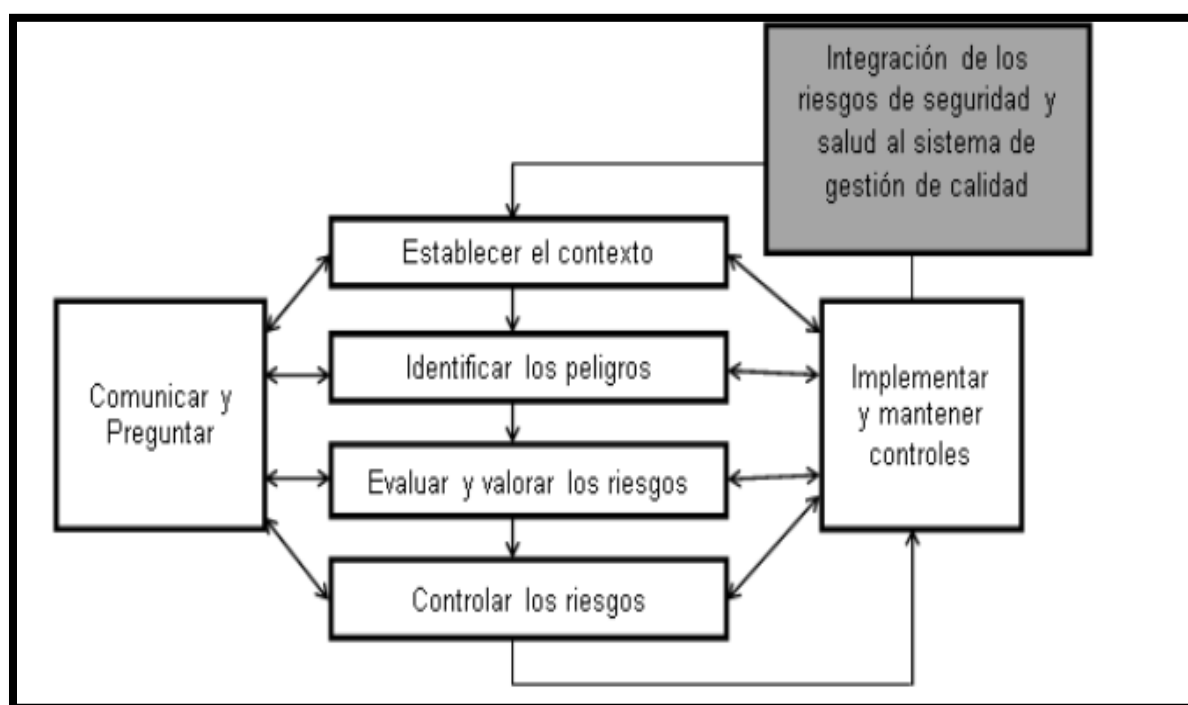 Integración de los
riesgos de seguridad y
salud al sistema de
gestión de calidad
Establecer el contexto
Identificar los peligros
Comunicar y
Preguntar
Implementar
y mantener
controles
Evaluar y valorar los riesgos
Controlar los riesgos